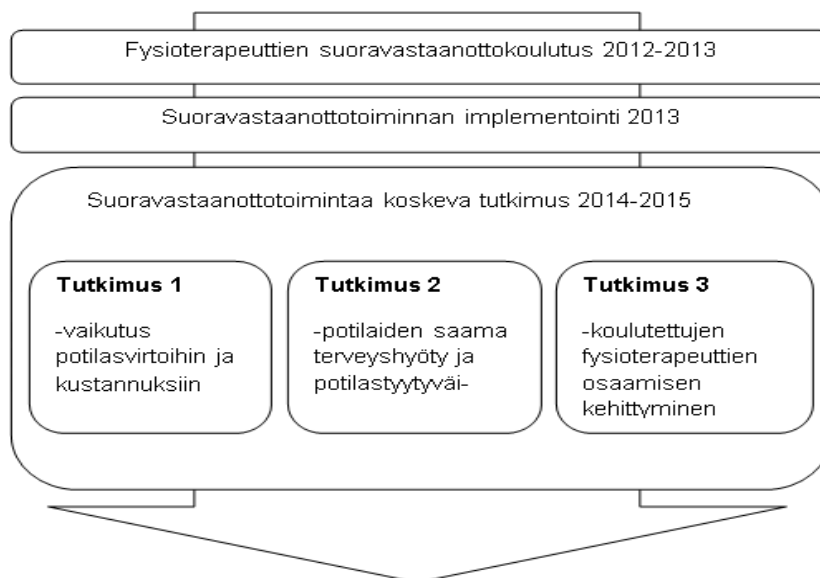 Fysioterapeuttien suoravastaanottokoulutus 2012-2013
Suoravastaanottotoiminnan implementointi 2013
Suoravastaanottotoimintaa koskeva tutkimus 2014-2015
Tutkimus 1
-vaikutus
potilasvirtoihin ja
kustannuksiin
Tutkimus 2
-potilaiden saama
terveyshyöty ja
potilastyytyväi-
Tutkimus 3
-koulutettujen
fysioterapeuttien
osaamisen
kehittyminen